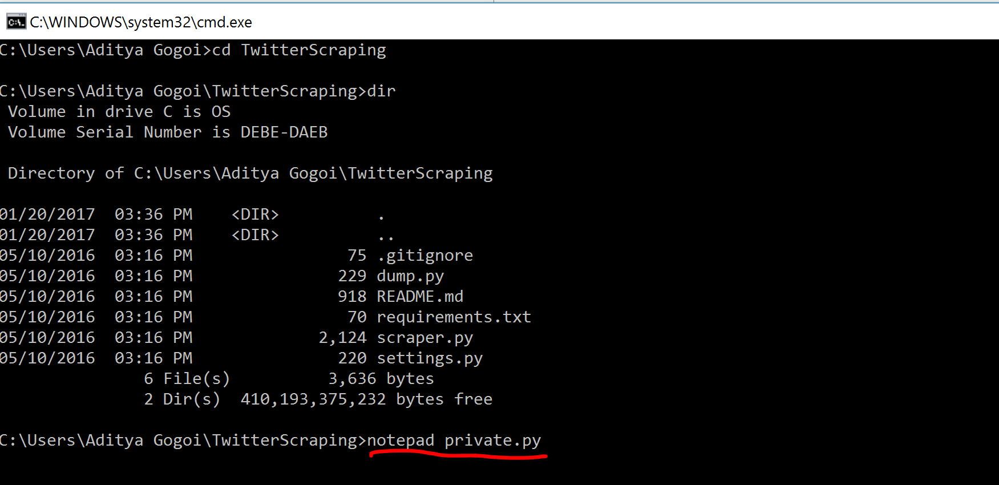 C:\WINDOWS\system32\cmd.exe
C:\Users\Aditya Gogoi>cd TwitterScraping
C:\Users\Aditya Gogoi\TwitterScraping>dir
Volume in drive C is OS
Volume Serial Number is DEBE-DAEB
Directory of C:\Users\Aditya Gogoi\TwitterScraping
01/20/2017  03:36 PM    <DIR>          .
01/20/2017  03:36 PM    <DIR>          ..
05/10/2016  03:16 PM                75 .gitignore
05/10/2016  03:16 PM               229 dump.py
05/10/2016  03:16 PM               918 README.md
05/10/2016  03:16 PM                70 requirements.txt
05/10/2016  03:16 PM             2,124 scraper.py
05/10/2016  03:16 PM               220 settings.py
6 File(s)          3,636 bytes
2 Dir(s)  410,193,375,232 bytes free
C:\Users\Aditya Gogoi\TwitterScraping>notepad private.py